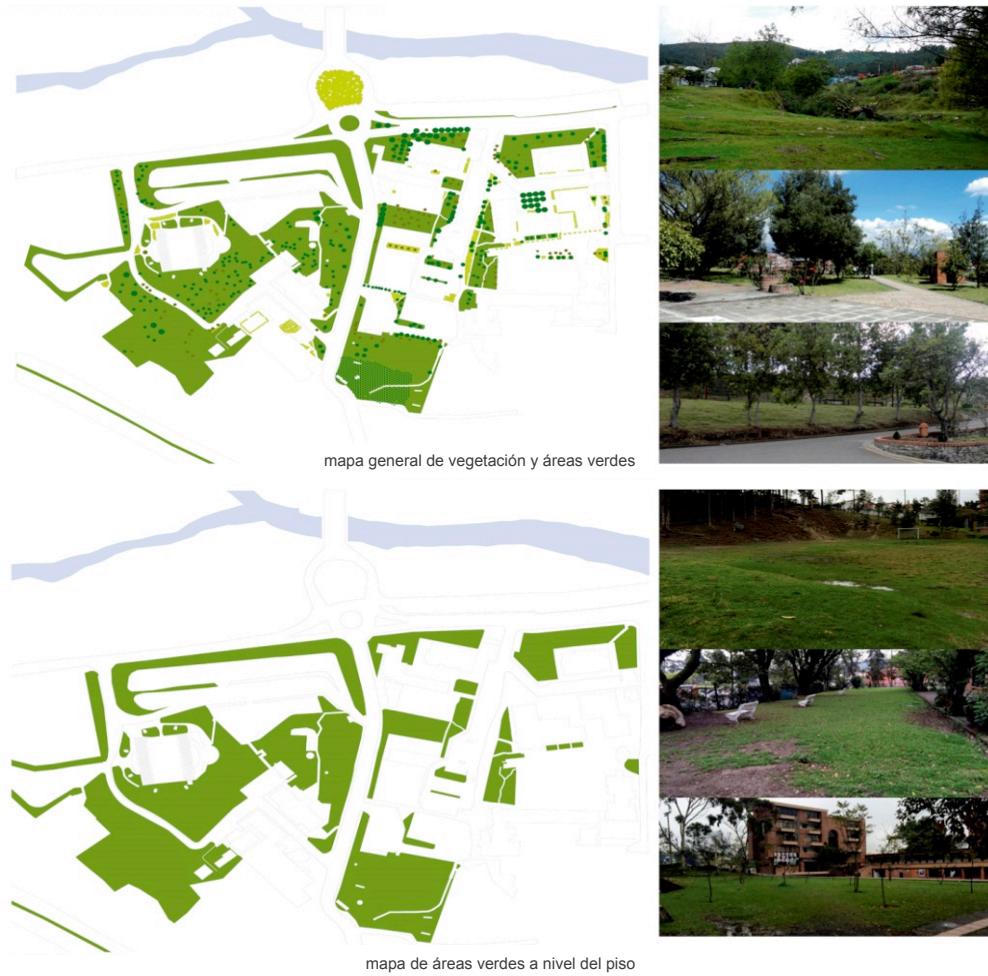 mapa general de vegetación y áreas verdes
mapa de áreas verdes a nivel del piso